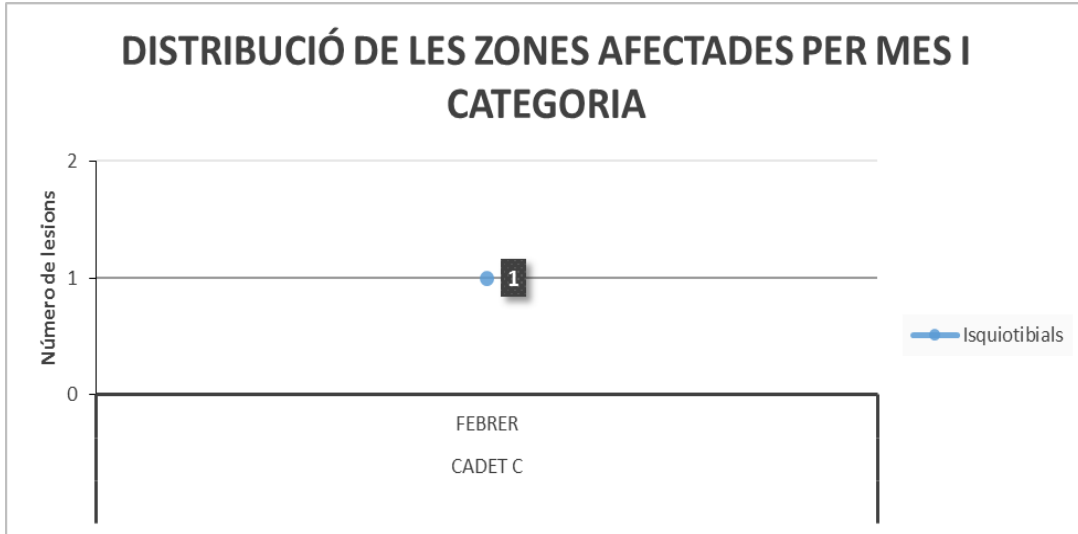 DISTRIBUCIÓ DE LES ZONES AFECTADES PER MES I
CATEGORIA
Número de lesions
2
1
0
1
Isquiotibials
FEBRER
CADET C